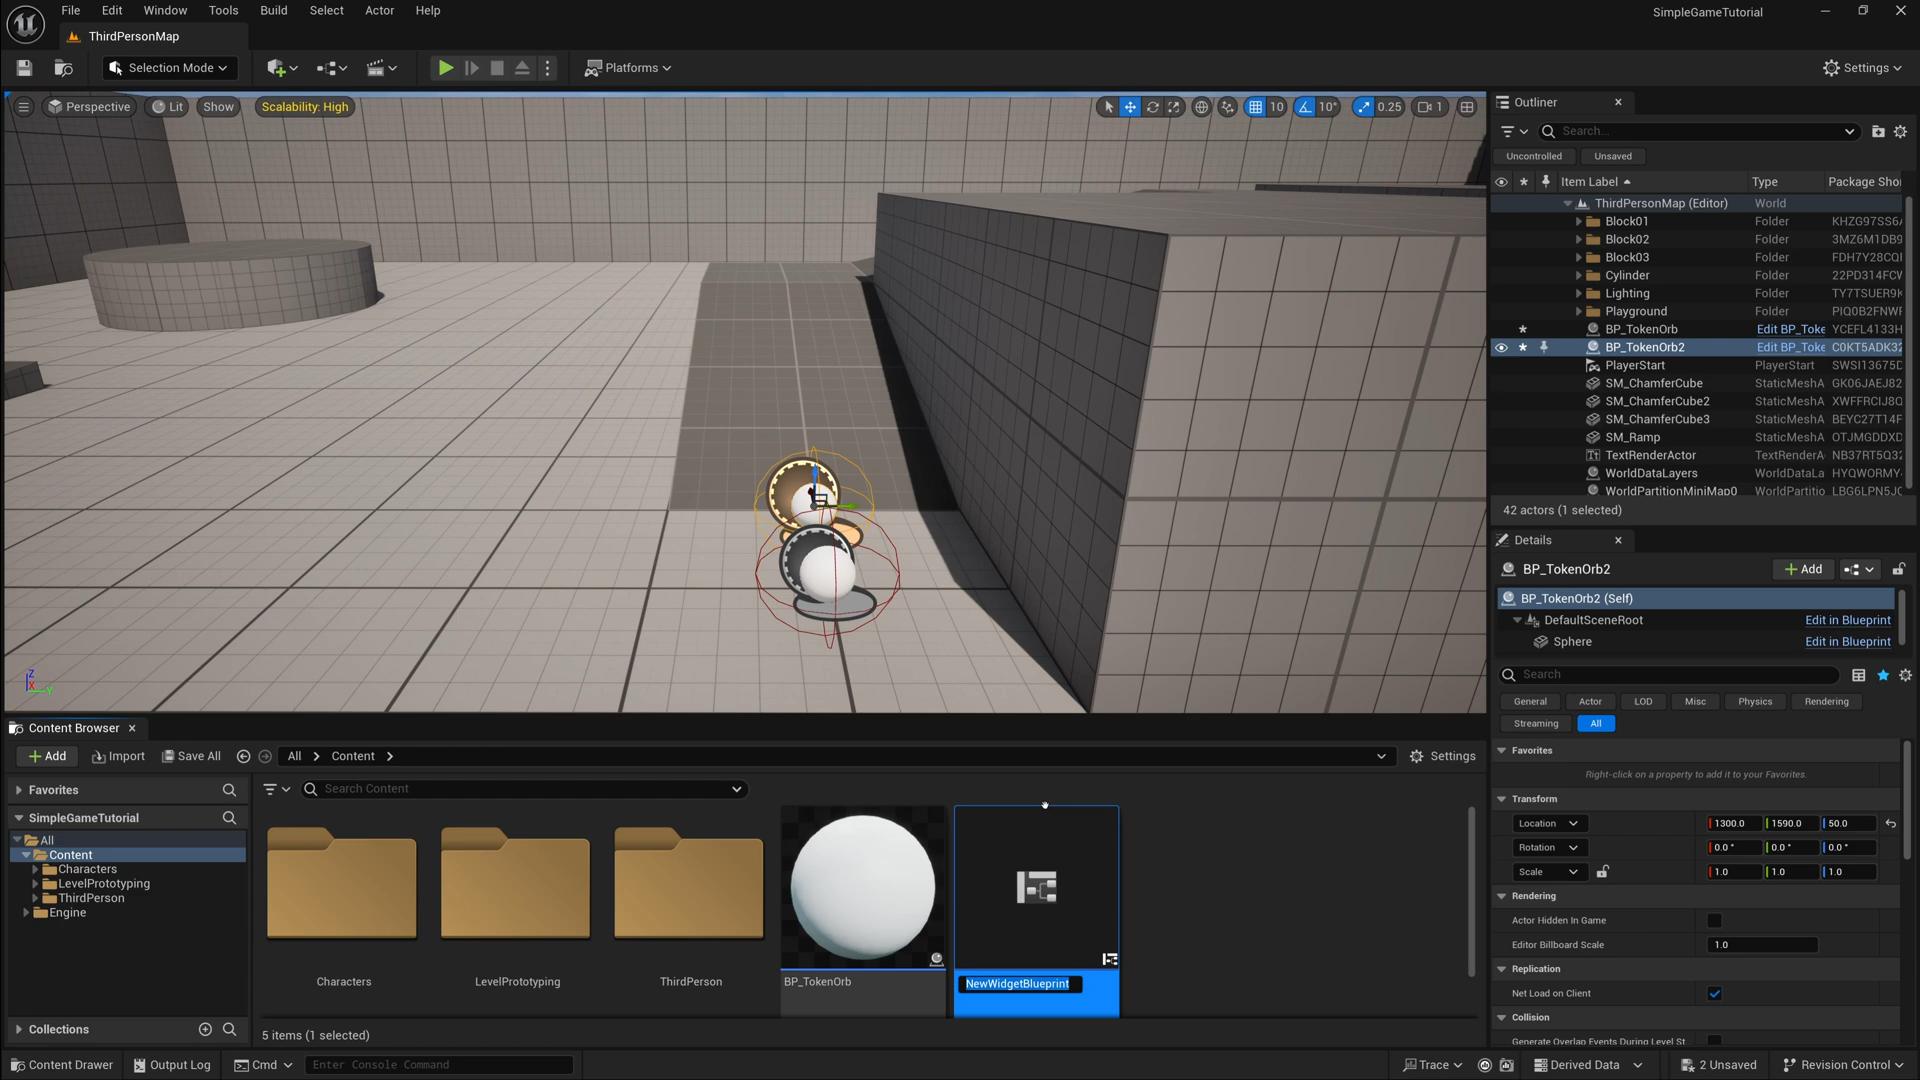 File Edit Window Tools Build Select Actor Help
SimpleGameTutorial
ThirdPersonMap
Selection Mode
Platforms
Settings
Perspective Lit Show Scalability: High
10 10° 0.25 1
Outliner
Search...
Uncontrolled Unsaved
Item Label Type Package Sho
ThirdPersonMap (Editor) World
Block01 Folder KHZG97SS6
Block02 Folder 3MZ6M1DB9
Block03 Folder FDH7Y28CQ
Cylinder Folder 22PD314FCV
Lighting Folder TY7TSUER9
Playground Folder PIQ0B2FNW
BP_TokenOrb Edit BP_Toke YCEFL4133H
BP_TokenOrb2 Edit BP_Toke C0KT5ADK32
PlayerStart PlayerStart SWSI13675D
SM_ChamferCube StaticMeshA GK06JAEJ82
SM_ChamferCube2 StaticMeshA XWFFRCIJ8
SM_ChamferCube3 StaticMeshA BEYC27T14F
SM_Ramp StaticMeshA OTJMGDDXD
TextRenderActor TextRenderA NB37RT5Q32
WorldDataLayers WorldDataLa HYQWORMY
WorldPartitionMiniMap0 WorldPartitio LBG6LPN5J
42 actors (1 selected)
Details
BP_TokenOrb2
Add
BP_TokenOrb2 (Self)
DefaultSceneRoot Edit in Blueprint
Sphere Edit in Blueprint
Search
General Actor LOD Misc Physics Rendering
Streaming All
Favorites
Right-click on a property to add it to your Favorites.
Transform
Location 1300.0 1590.0 50.0
Rotation 0.0 ° 0.0 ° 0.0 °
Scale 1.0 1.0 1.0
Rendering
Actor Hidden In Game
Editor Billboard Scale 1.0
Replication
Net Load on Client
Collision
Generate Overlap Events During Level St
Z
X
Y
Content Browser
Add Import Save All All Content Settings
Favorites
Search Content
SimpleGameTutorial
All
Content
Characters
LevelPrototyping
ThirdPerson
Engine
Characters
LevelPrototyping
ThirdPerson
BP_TokenOrb
NewWidgetBlueprint
Collections
5 items (1 selected)
Content Drawer Output Log Cmd Enter Console Command Trace Derived Data 2 Unsaved Revision Control